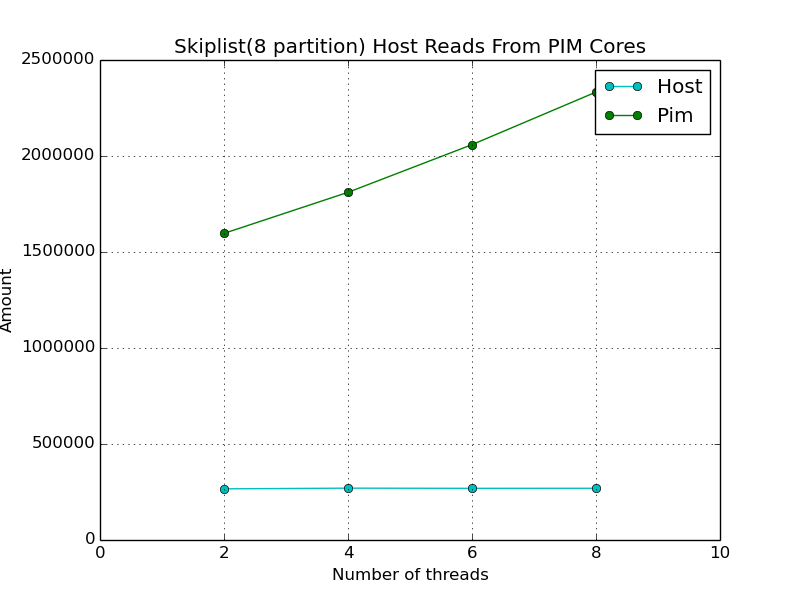 Skiplist(8 partition) Host Reads From PIM Cores
2500000
2000000
1500000
1000000
500000
0
Amount
Host
Pim
0 2 4 6 8 10
Number of threads